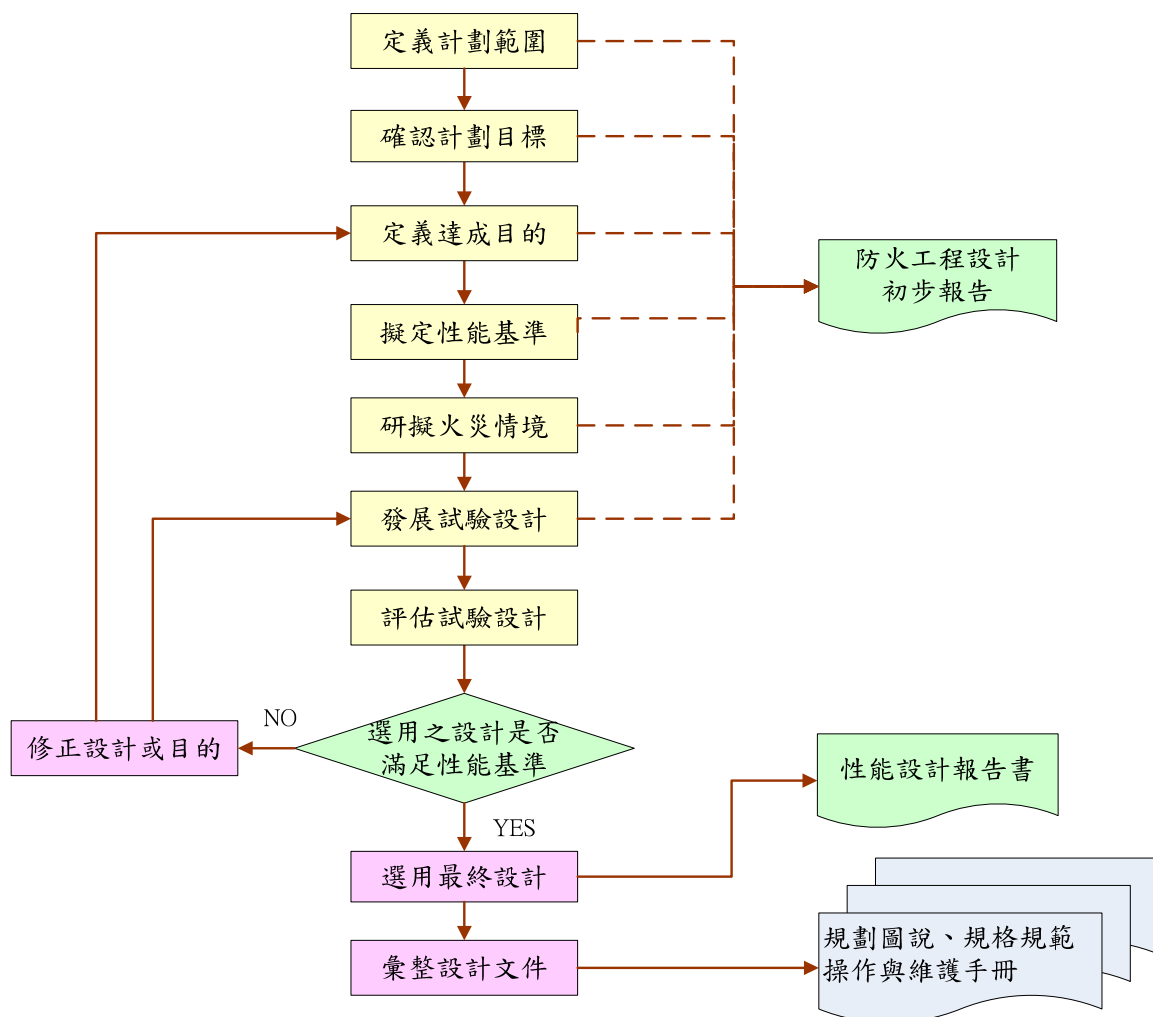 定義計劃範圍
確認計劃目標
定義達成目的
防火工程設計
初步報告
擬定性能基準
研擬火災情境
發展試驗設計
評估試驗設計
NO
選用之設計是否
滿足性能基準
修正設計或目的
性能設計報告書
YES
選用最終設計
彙整設計文件
規劃圖說、規格規範
操作與維護手冊